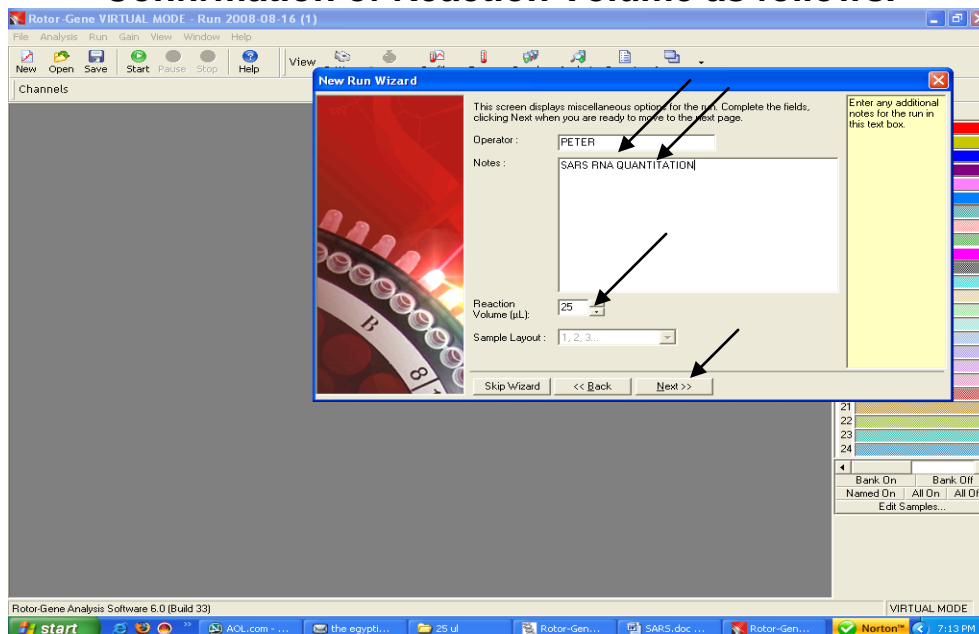 Confirmation of Reaction Volume as follows:
Rotor-Gene VIRTUAL MODE - Run 2008-08-16 (1)
File Analysis Run Gain View Window Help
New Open Save Start Pause Stop Help View
Channels
New Run Wizard
This screen displays miscellaneous options for the run. Complete the fields,
clicking Next when you are ready to move to the next page.
Operator : PETER
Notes : SARS RNA QUANTITATION
Reaction
Volume (µL): 25
Sample Layout : 1, 2, 3...
Skip Wizard << Back Next >>
Enter any additional
notes for the run in
this text box.
21
22
23
24
Bank On Bank Off
Named On All On All Of
Edit Samples...
Rotor-Gene Analysis Software 6.0 (Build 33) VIRTUAL MODE
start AOL.com - ... the egypti... 25 ul Rotor-Gen... SARS.doc ... Rotor-Gen... Norton™ 7:13 PM